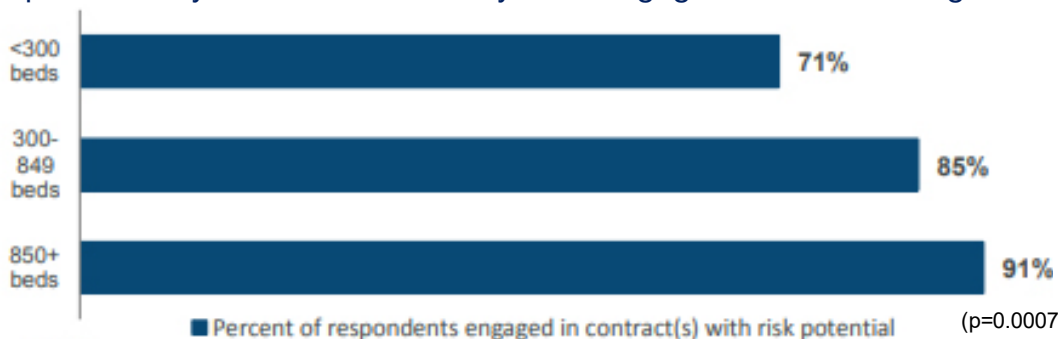 <300
beds
71%
300-
849
beds
85%
850+
beds
91%
Percent of respondents engaged in contract(s) with risk potential
(p=0.0007